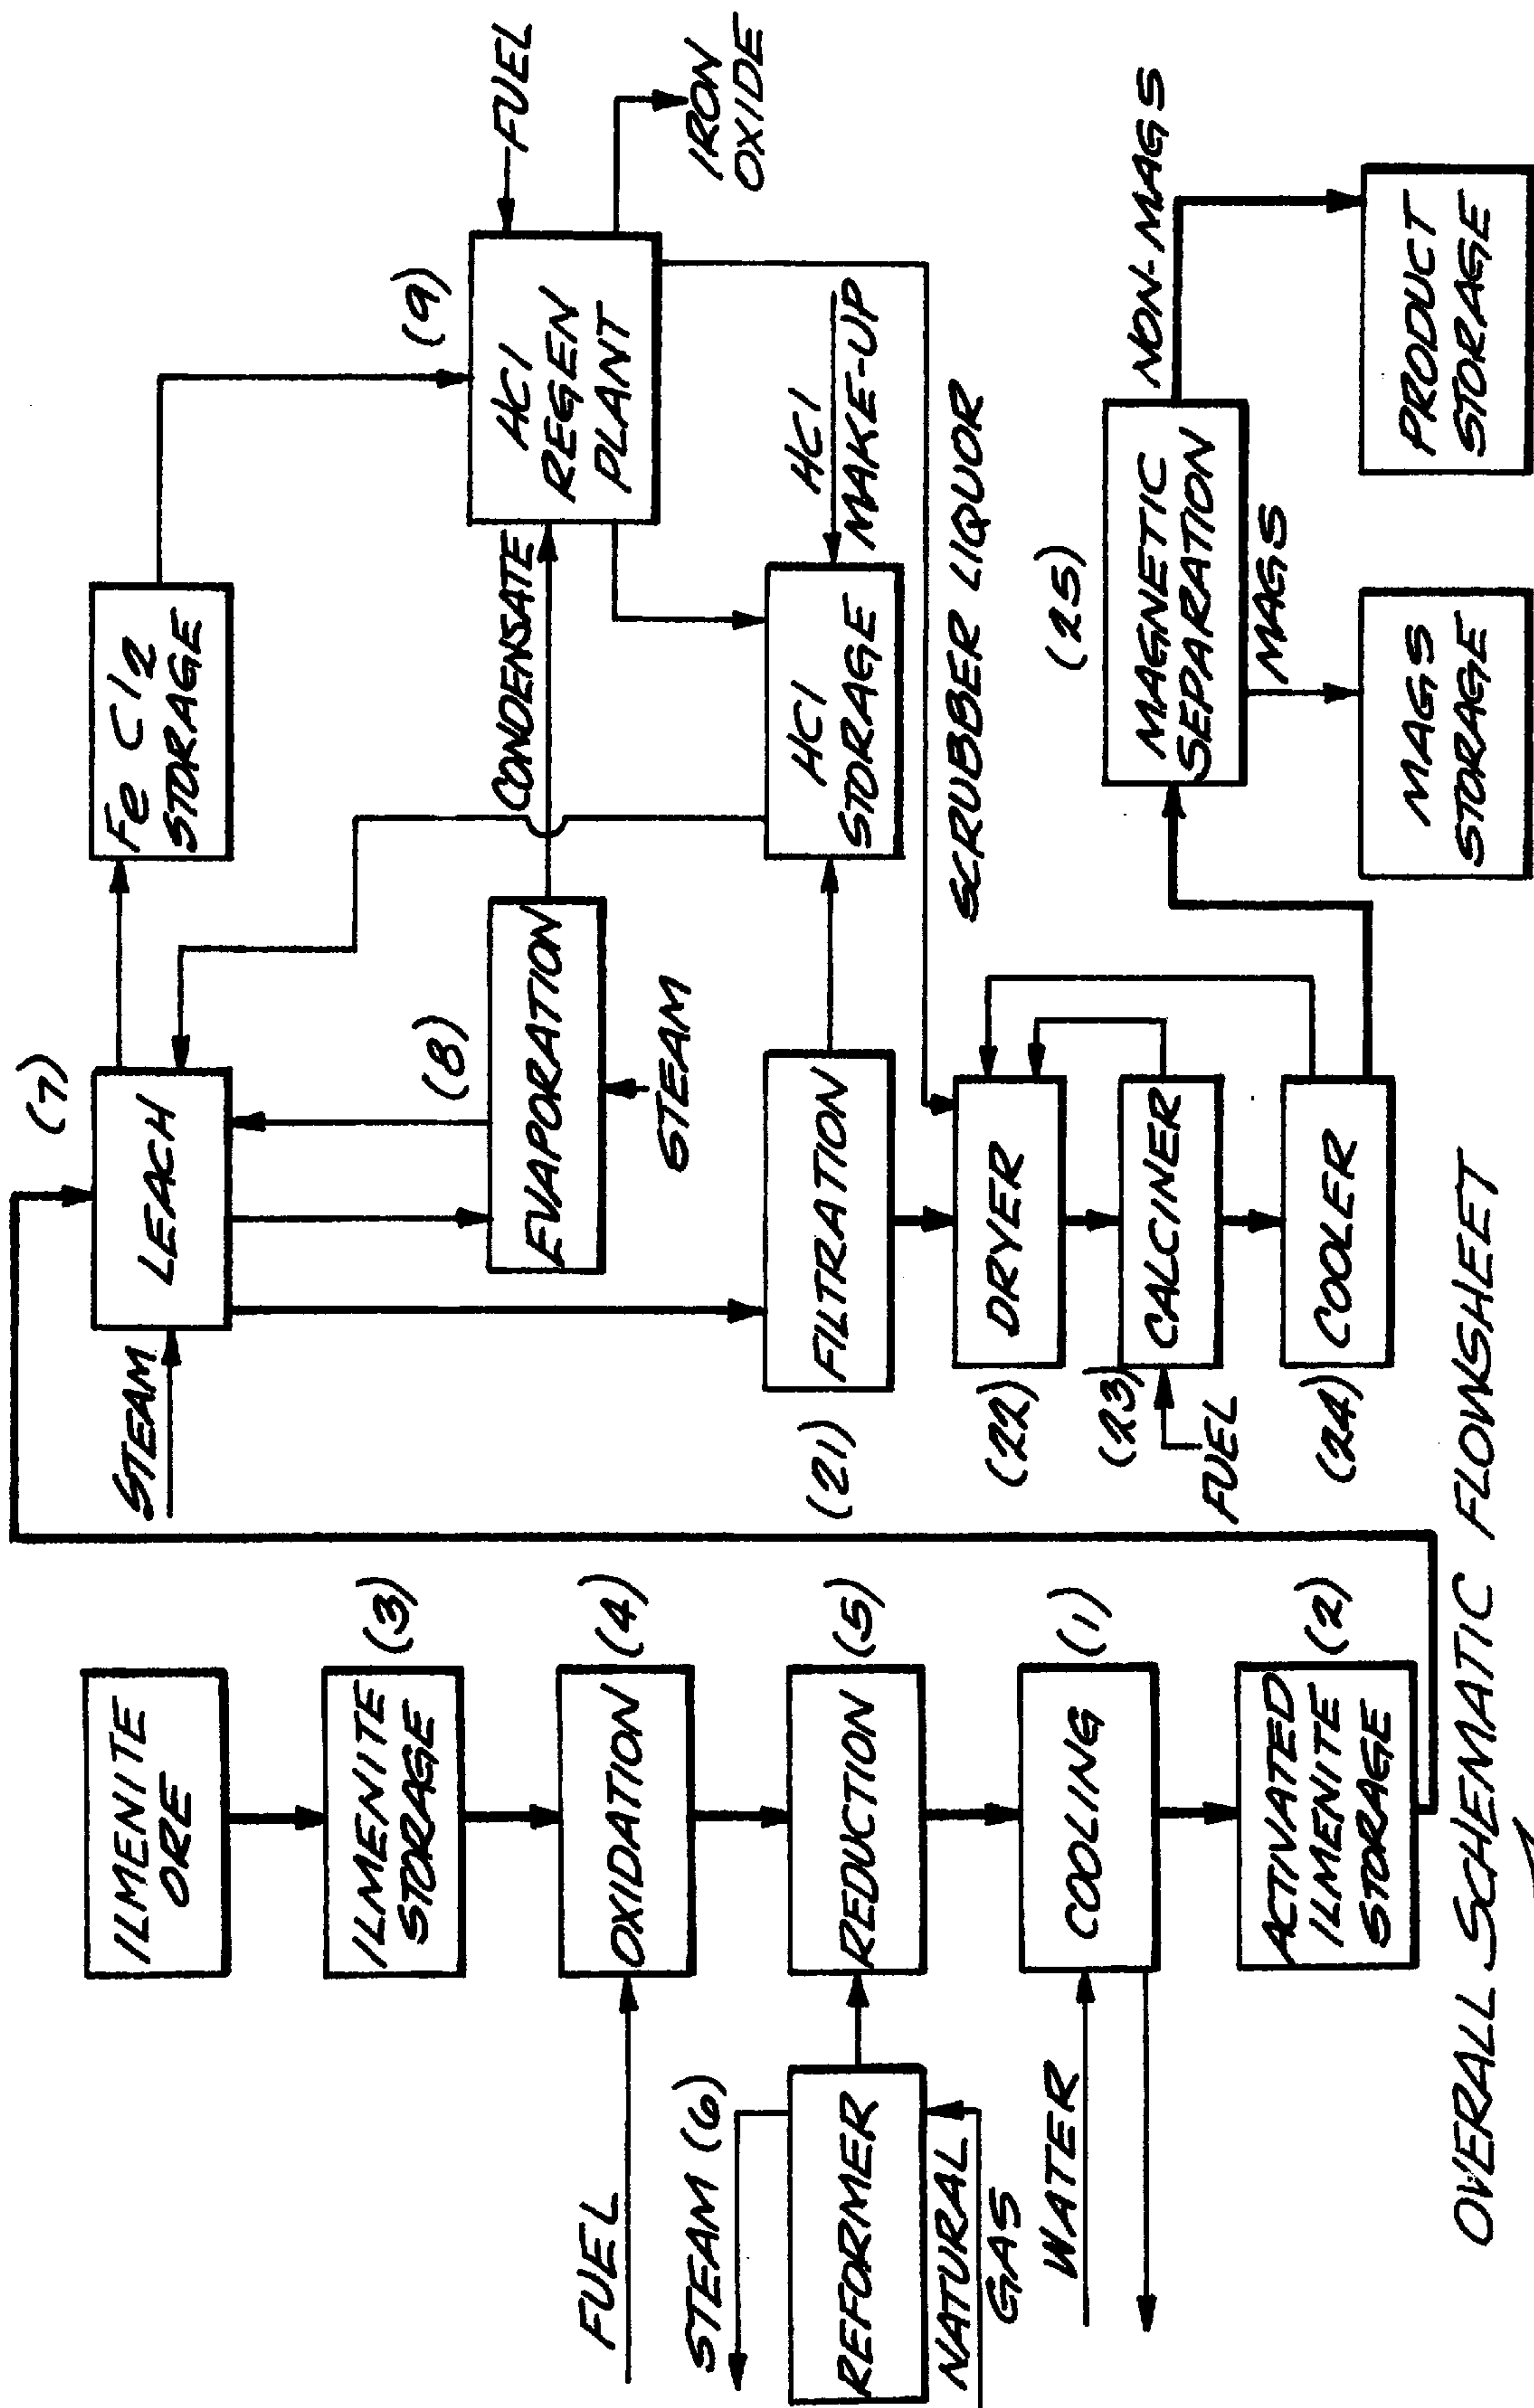 ILMENITE
ORE
ILMENITE
STORAGE
(3)
FUEL
OXIDATION
(4)
STEAM (6)
REFORMER
NATURAL
GAS
REDUCTION
(5)
WATER
COOLING
(1)
ACTIVATED
ILMENITE
STORAGE
(2)
STEAM
LEACH
(7)
Fe Cl2
STORAGE
(8)
EVAPORATION
STEAM
CONDENSATE
(9)
HCl
REGEN
PLANT
FUEL
IRON
OXIDE
(21)
FILTRATION
HCl
STORAGE
HCl
MAKE-UP
SCRUBBER LIQUOR
(22)
DRYER
(23)
CALCINER
FUEL
(24)
COOLER
(25)
MAGNETIC
SEPARATION
NON-MAGS
MAGS
MAGS
STORAGE
PRODUCT
STORAGE
OVERALL SCHEMATIC FLOWSHEET